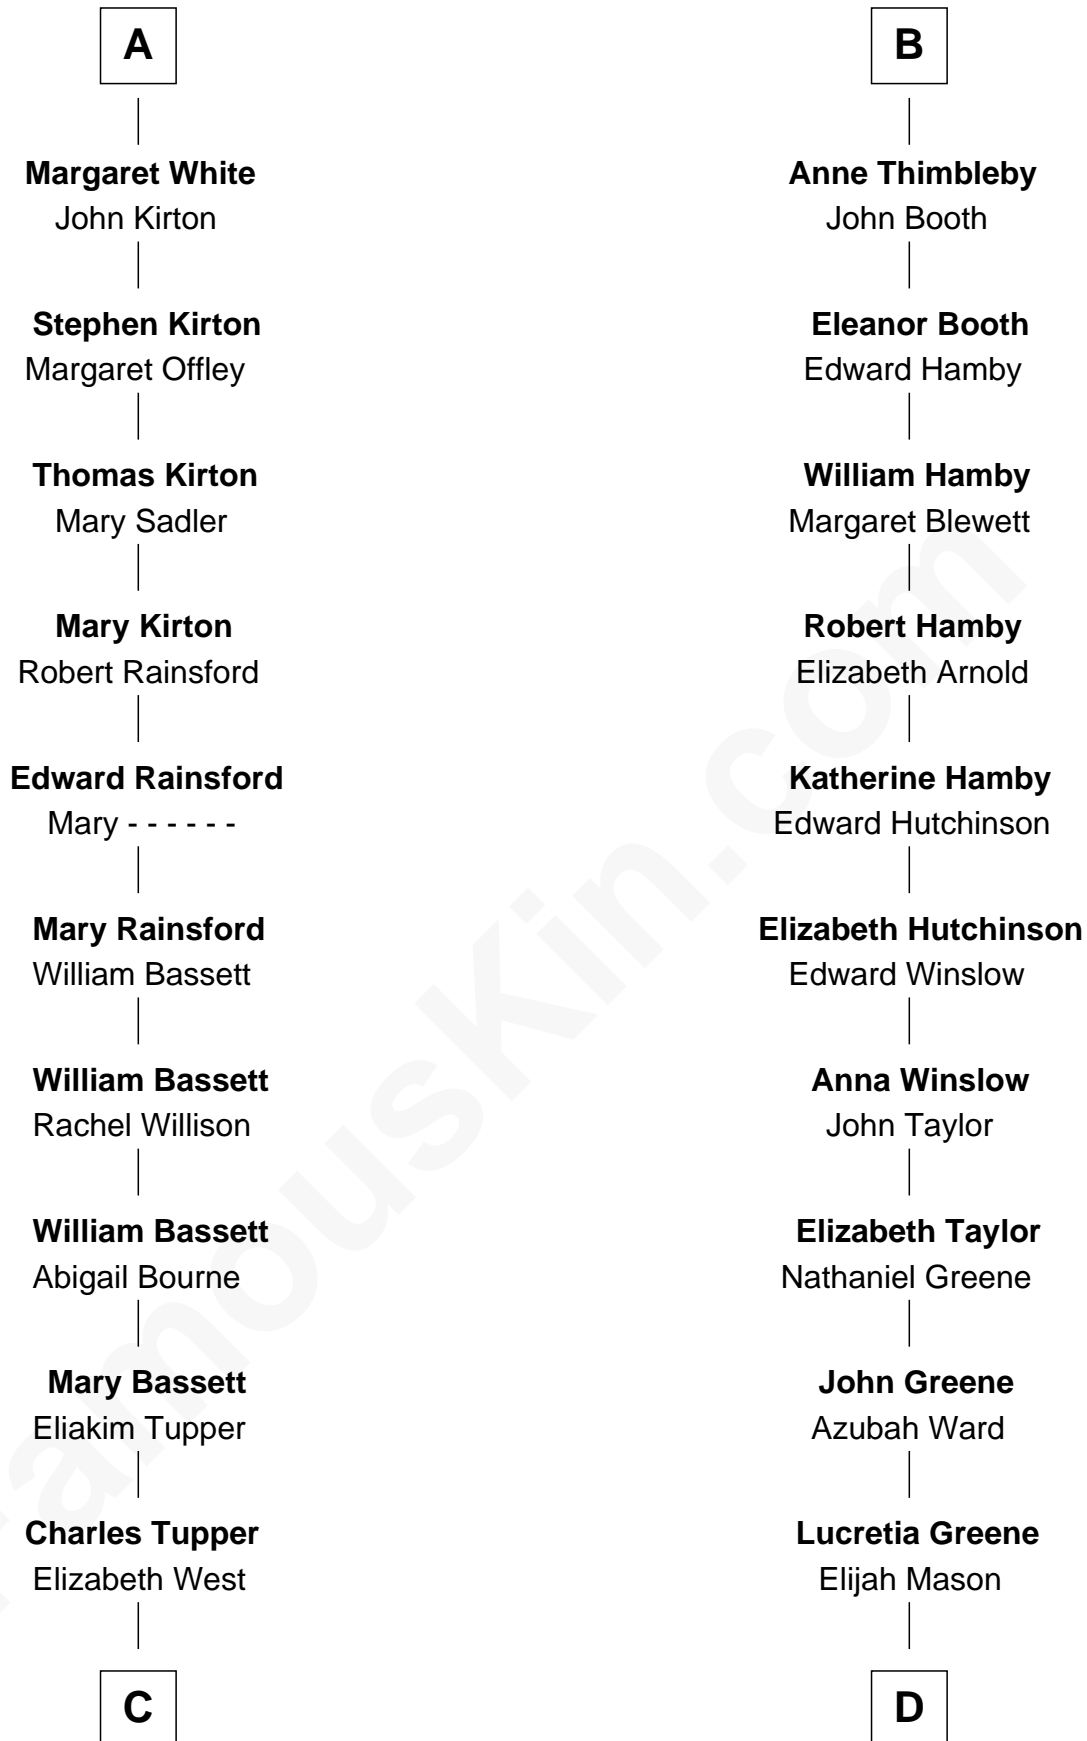 A
Margaret White
John Kirton
Stephen Kirton
Margaret Offley
Thomas Kirton
Mary Sadler
Mary Kirton
Robert Rainsford
Edward Rainsford
Mary - - - - - -
Mary Rainsford
William Bassett
William Bassett
Rachel Willison
William Bassett
Abigail Bourne
Mary Bassett
Eliakim Tupper
Charles Tupper
Elizabeth West
C
B
Anne Thimbleby
John Booth
Eleanor Booth
Edward Hamby
William Hamby
Margaret Blewett
Robert Hamby
Elizabeth Arnold
Katherine Hamby
Edward Hutchinson
Elizabeth Hutchinson
Edward Winslow
Anna Winslow
John Taylor
Elizabeth Taylor
Nathaniel Greene
John Greene
Azubah Ward
Lucretia Greene
Elijah Mason
D
FamousKin.com